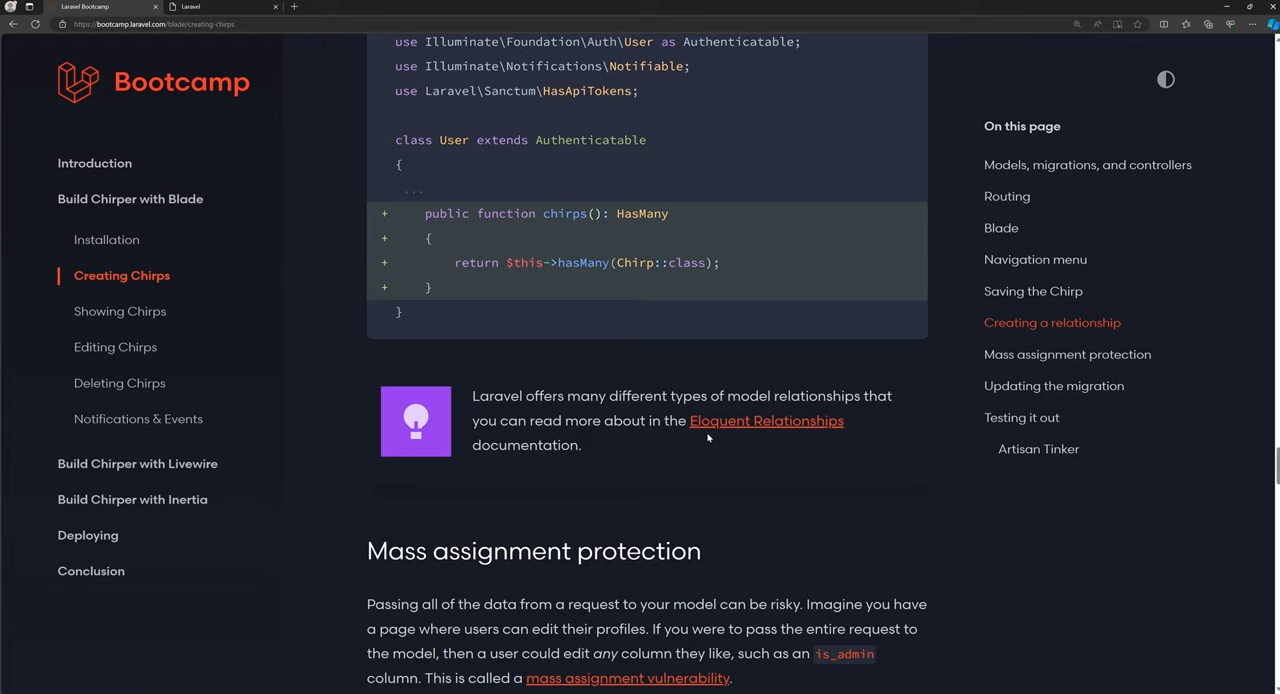 Laravel Bootcamp
Laravel
https://bootcamp.laravel.com/blade/creating-chirps
Bootcamp
Introduction
Build Chirper with Blade
Installation
Creating Chirps
Showing Chirps
Editing Chirps
Deleting Chirps
Notifications & Events
Build Chirper with Livewire
Build Chirper with Inertia
Deploying
Conclusion
use Illuminate\Foundation\Auth\User as Authenticatable;
use Illuminate\Notifications\Notifiable;
use Laravel\Sanctum\HasApiTokens;
class User extends Authenticatable
{
...
+ public function chirps(): HasMany
+ {
+ return $this->hasMany(Chirp::class);
+ }
}
Laravel offers many different types of model relationships that
you can read more about in the Eloquent Relationships
documentation.
Mass assignment protection
Passing all of the data from a request to your model can be risky. Imagine you have
a page where users can edit their profiles. If you were to pass the entire request to
the model, then a user could edit any column they like, such as an is_admin
column. This is called a mass assignment vulnerability.
On this page
Models, migrations, and controllers
Routing
Blade
Navigation menu
Saving the Chirp
Creating a relationship
Mass assignment protection
Updating the migration
Testing it out
Artisan Tinker